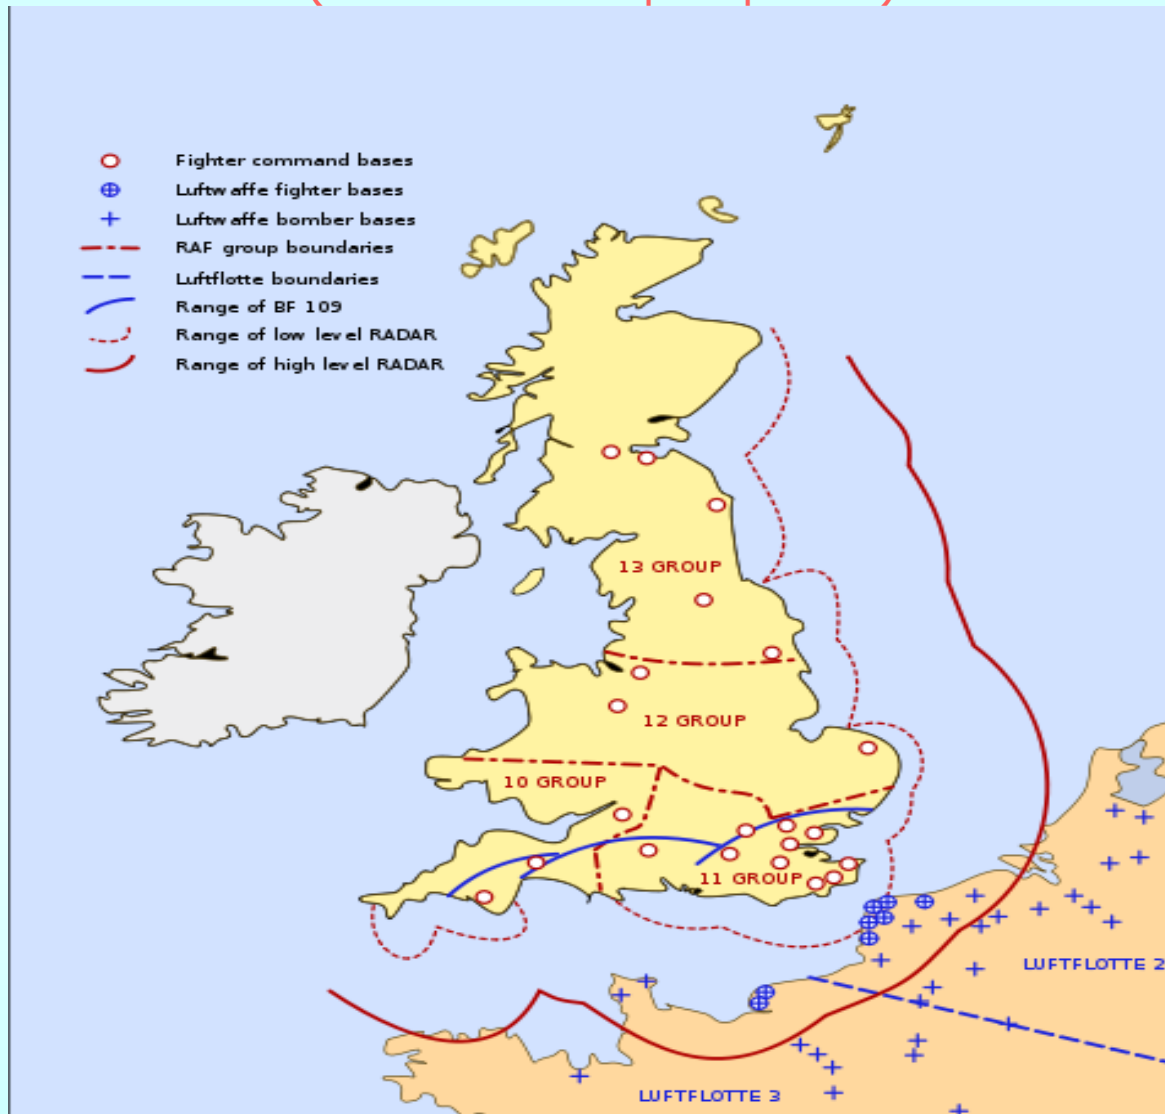 Fighter command bases
Luftwaffe fighter bases
Luftwaffe bomber bases
RAF group boundaries
Luftflotte boundaries
Range of BF 109
Range of low level RADAR
Range of high level RADAR
13 GROUP
12 GROUP
10 GROUP
11 GROUP
LUFTFLOTTE 2
LUFTFLOTTE 3